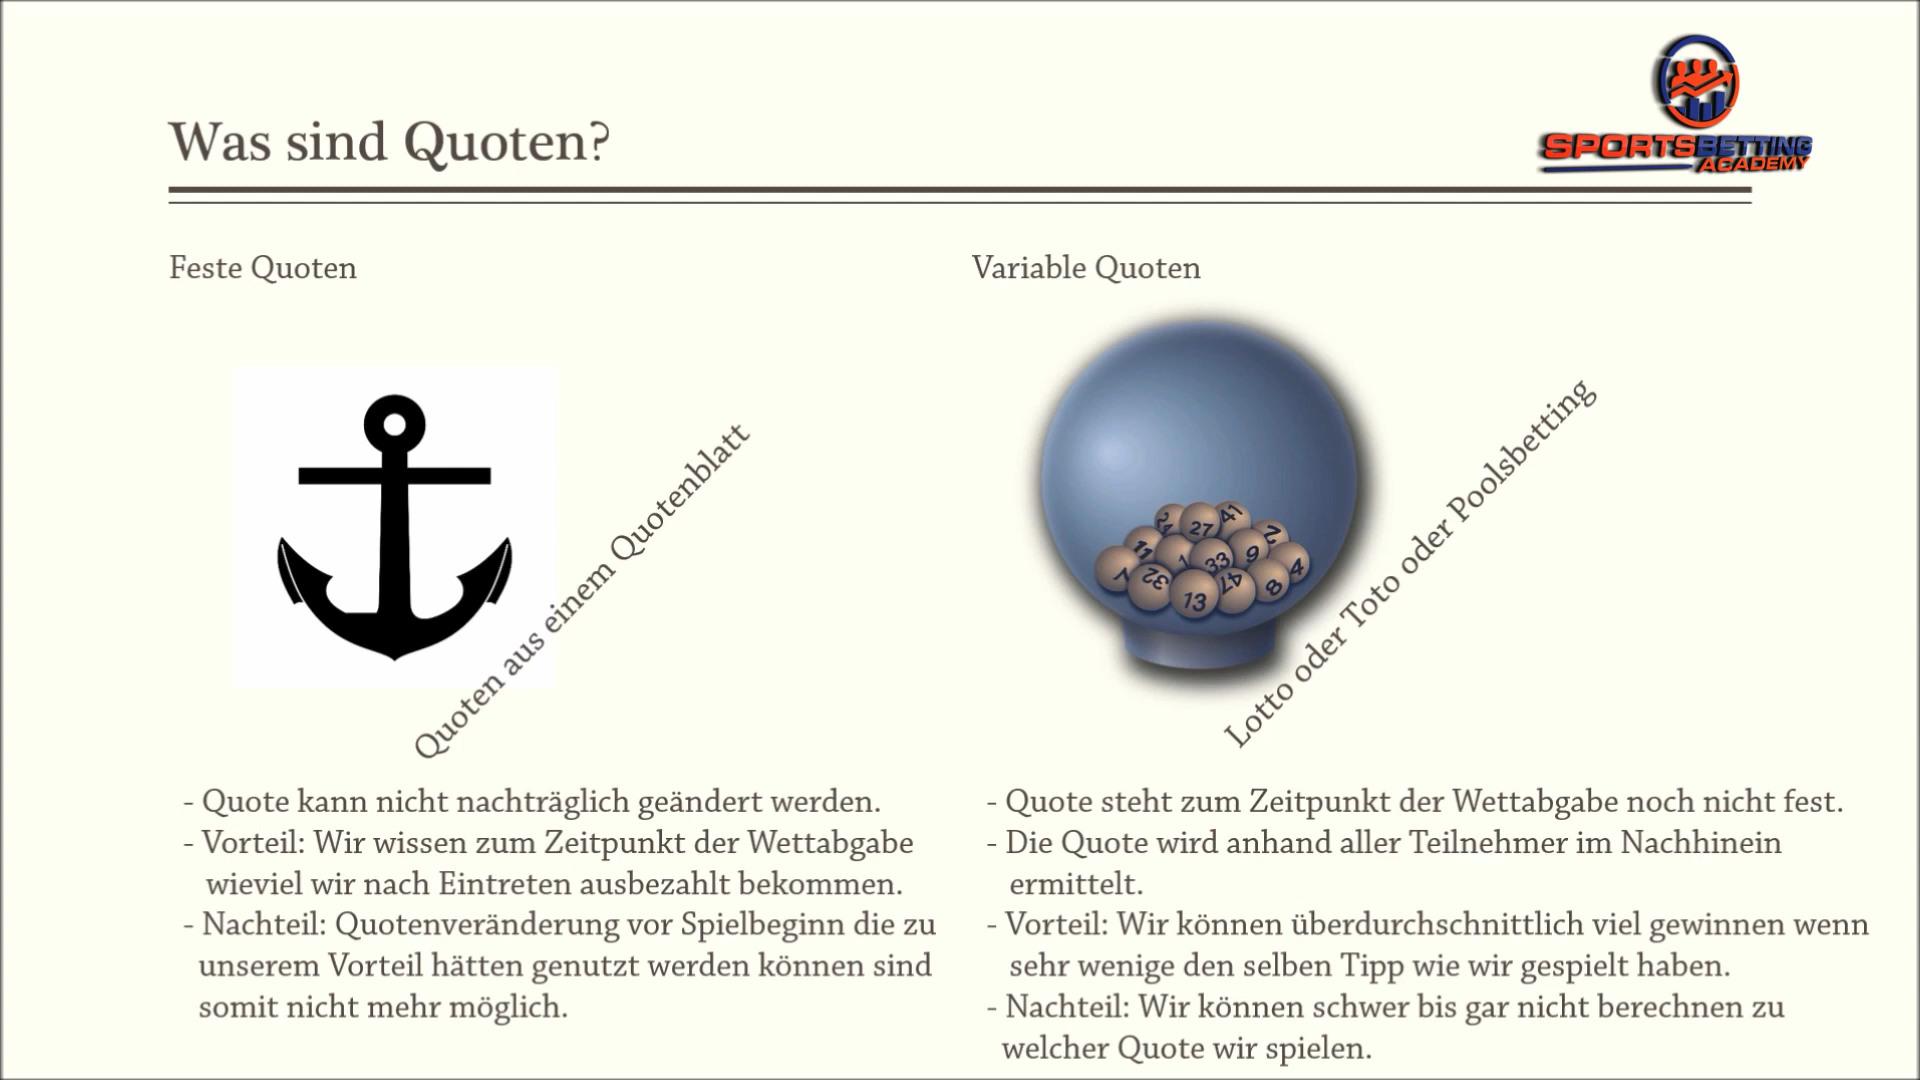 SPORTSBETTING
ACADEMY
Was sind Quoten?
Feste Quoten
Quoten aus einem Quotenblatt
- Quote kann nicht nachträglich geändert werden.
- Vorteil: Wir wissen zum Zeitpunkt der Wettabgabe
wieviel wir nach Eintreten ausbezahlt bekommen.
- Nachteil: Quotenveränderung vor Spielbeginn die zu
unserem Vorteil hätten genutzt werden können sind
somit nicht mehr möglich.
Variable Quoten
27
41
2
11
1
33
9
4
7
32
13
47
8
Lotto oder Toto oder Poolsbetting
- Quote steht zum Zeitpunkt der Wettabgabe noch nicht fest.
- Die Quote wird anhand aller Teilnehmer im Nachhinein
ermittelt.
- Vorteil: Wir können überdurchschnittlich viel gewinnen wenn
sehr wenige den selben Tipp wie wir gespielt haben.
- Nachteil: Wir können schwer bis gar nicht berechnen zu
welcher Quote wir spielen.